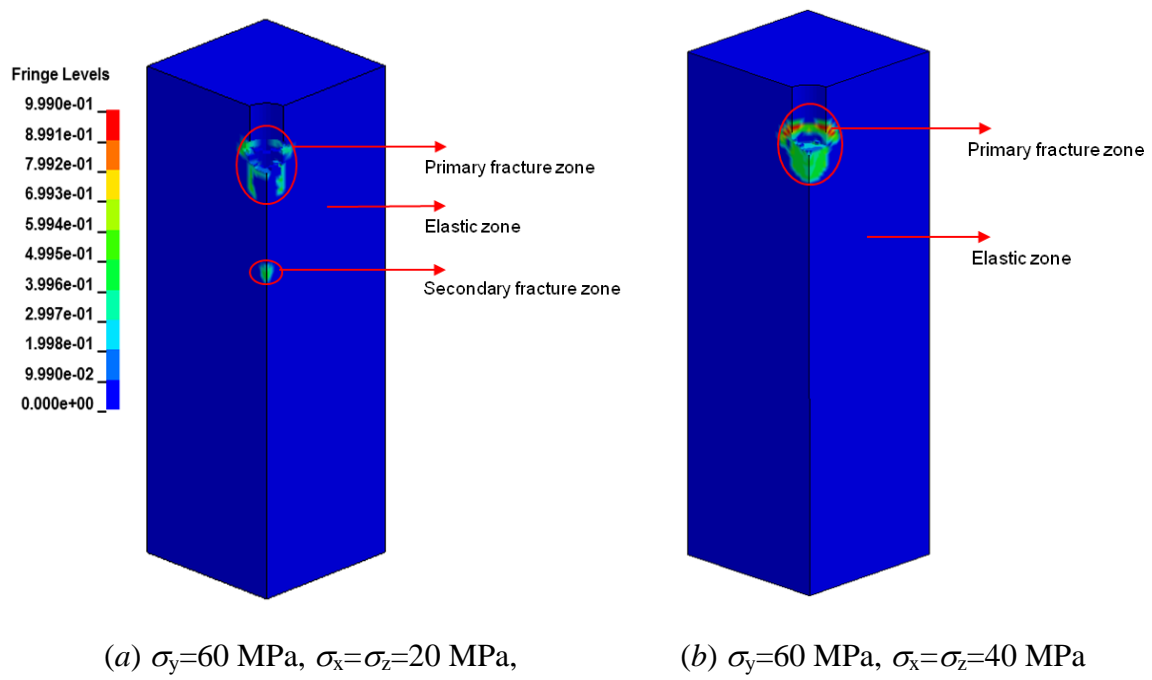 Fringe Levels
9.990e-01
8.991e-01
7.992e-01
6.993e-01
5.994e-01
4.995e-01
3.996e-01
2.997e-01
1.998e-01
9.990e-02
0.000e+00
Primary fracture zone
Elastic zone
Secondary fracture zone
Primary fracture zone
Elastic zone
(a) σy=60 MPa, σx=σz=20 MPa,
(b) σy=60 MPa, σx=σz=40 MPa